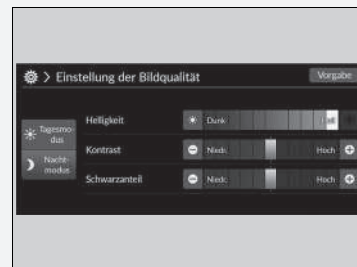 > Einstellung der Bildqualität
Vorgabe
Tagesmo-
dus
Nacht-
modus
Helligkeit
Dunk.
Kontrast
Niedr.
Hoch
Schwarzanteil
Niedr.
Hoch